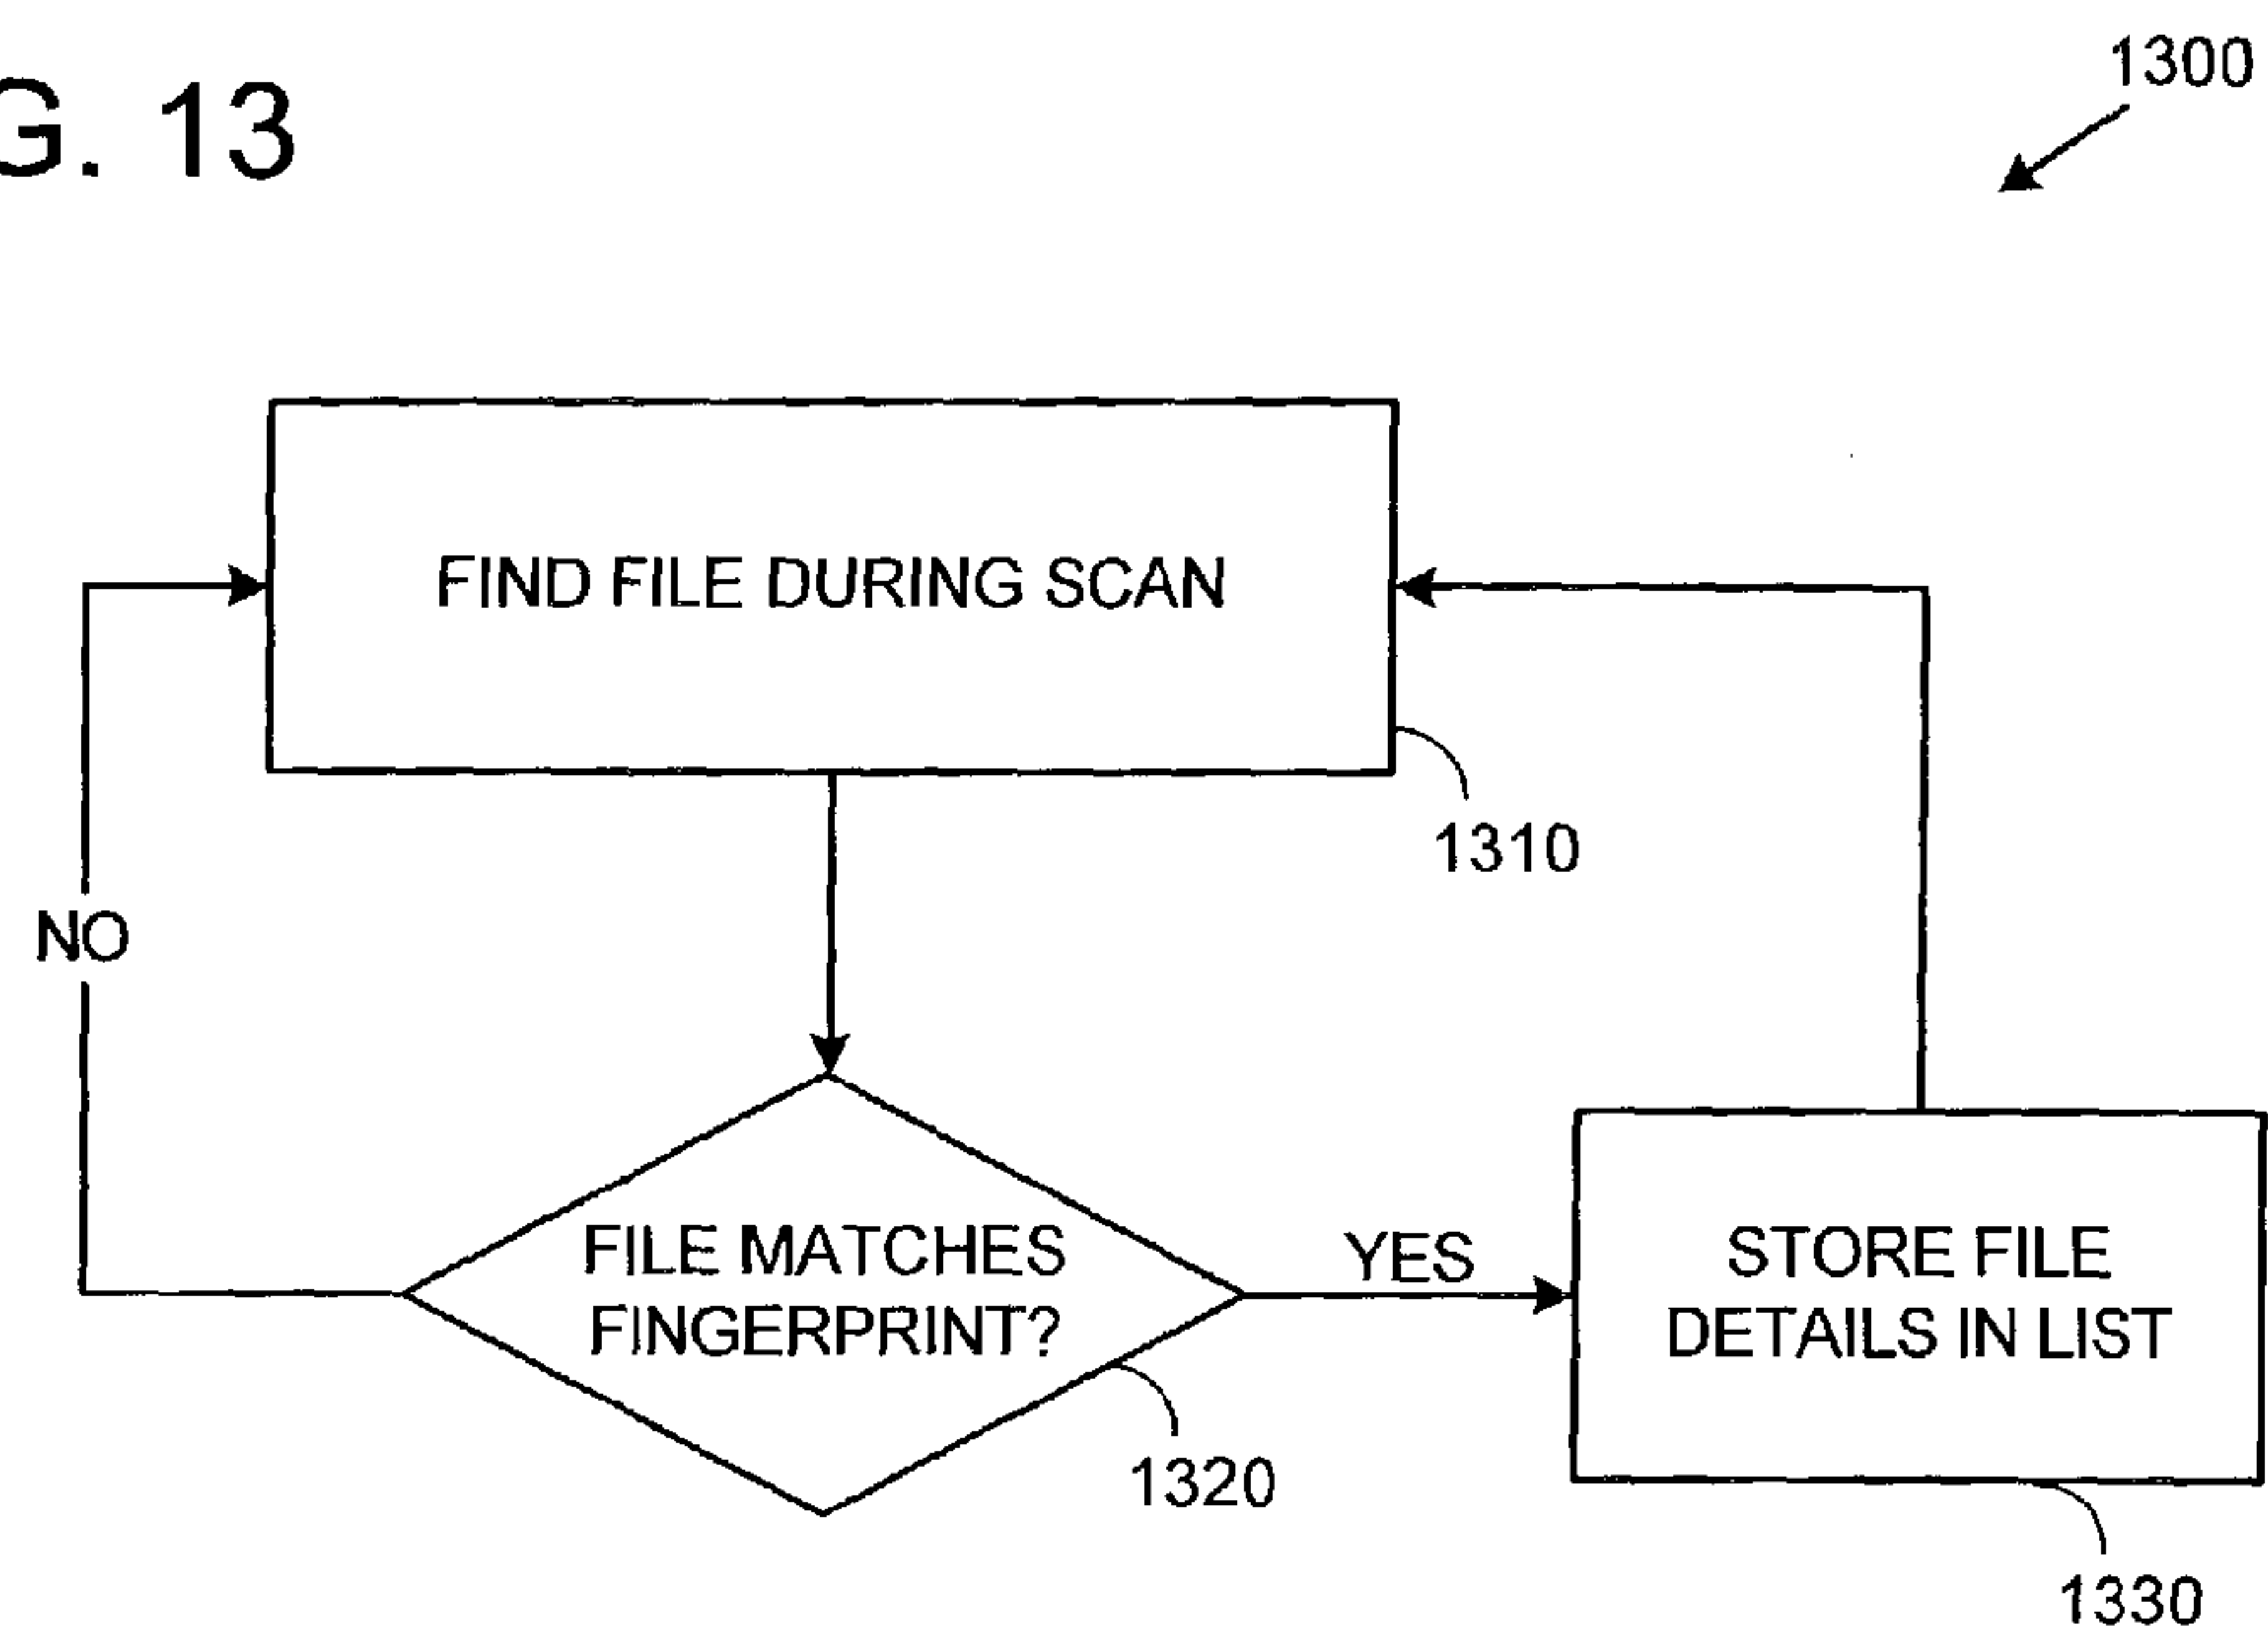 G. 13
1300
FIND FILE DURING SCAN
1310
NO
FILE MATCHES
FINGERPRINT?
YES
STORE FILE
DETAILS IN LIST
1320
1330